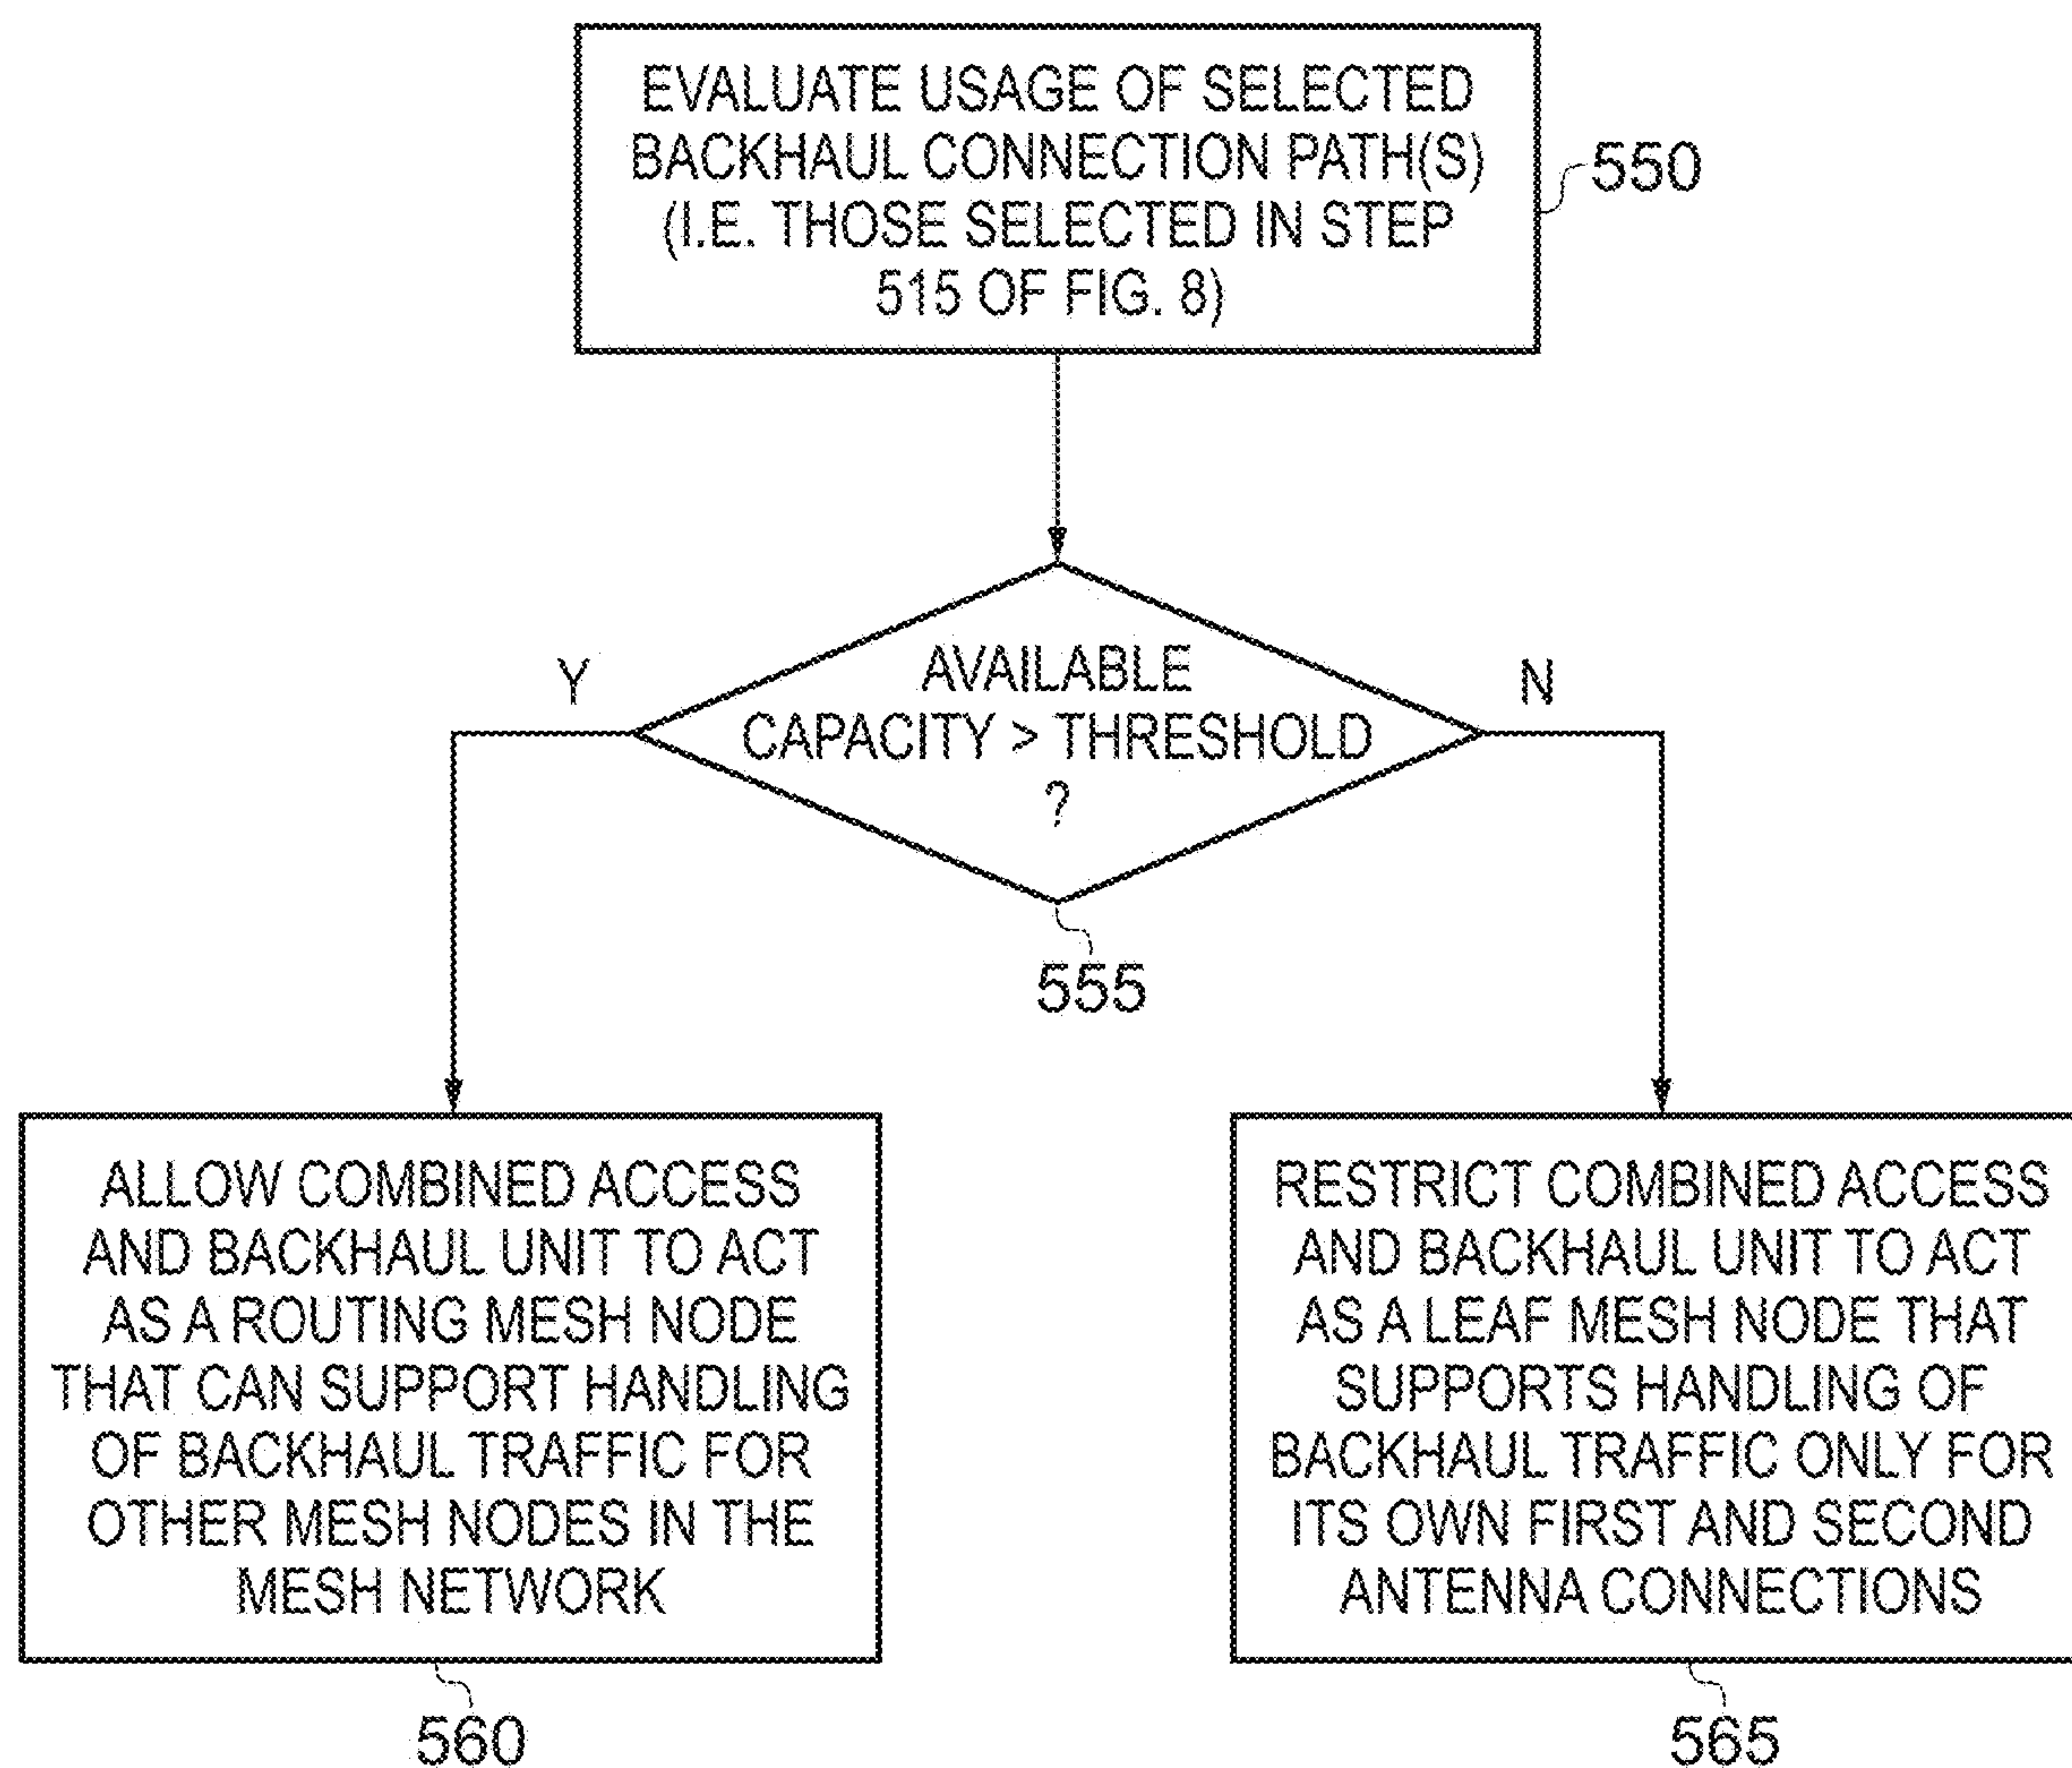 EVALUATE USAGE OF SELECTED
BACKHAUL CONNECTION PATH(S)
(I.E. THOSE SELECTED IN STEP
515 OF FIG. 8)
550
AVAILABLE
CAPACITY > THRESHOLD
?
Y
N
555
ALLOW COMBINED ACCESS
AND BACKHAUL UNIT TO ACT
AS A ROUTING MESH NODE
THAT CAN SUPPORT HANDLING
OF BACKHAUL TRAFFIC FOR
OTHER MESH NODES IN THE
MESH NETWORK
560
RESTRICT COMBINED ACCESS
AND BACKHAUL UNIT TO ACT
AS A LEAF MESH NODE THAT
SUPPORTS HANDLING OF
BACKHAUL TRAFFIC ONLY FOR
ITS OWN FIRST AND SECOND
ANTENNA CONNECTIONS
565